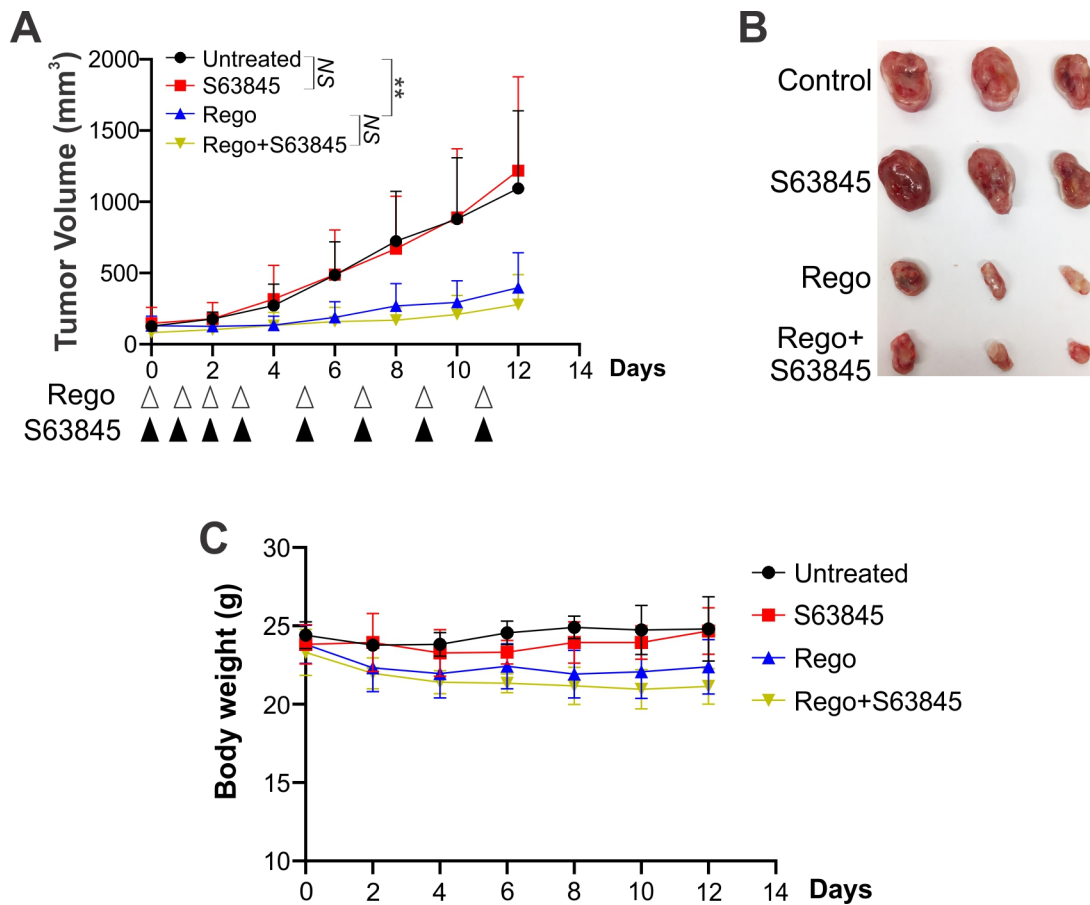 A
Tumor Volume (mm³)
2000
1500
1000
500
0
Untreated
S63845
Rego
Rego+S63845
NS
**
NS
0 2 4 6 8 10 12 14 Days
Rego
S63845
B
Control
S63845
Rego
Rego+
S63845
C
Body weight (g)
30
25
20
15
10
0 2 4 6 8 10 12 14 Days
Untreated
S63845
Rego
Rego+S63845